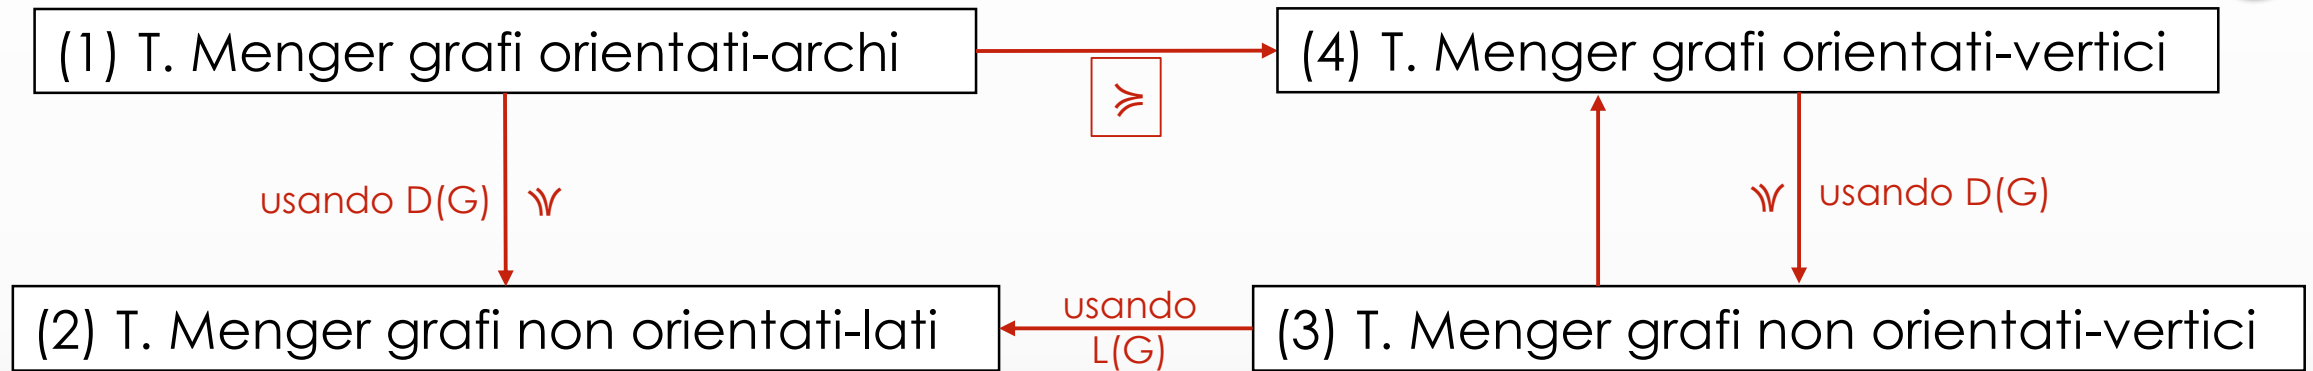 (1) T. Menger grafi orientati-archi
(4) T. Menger grafi orientati-vertici
≽
usando D(G) ≽
≽ usando D(G)
(2) T. Menger grafi non orientati-lati
usando
L(G)
(3) T. Menger grafi non orientati-vertici